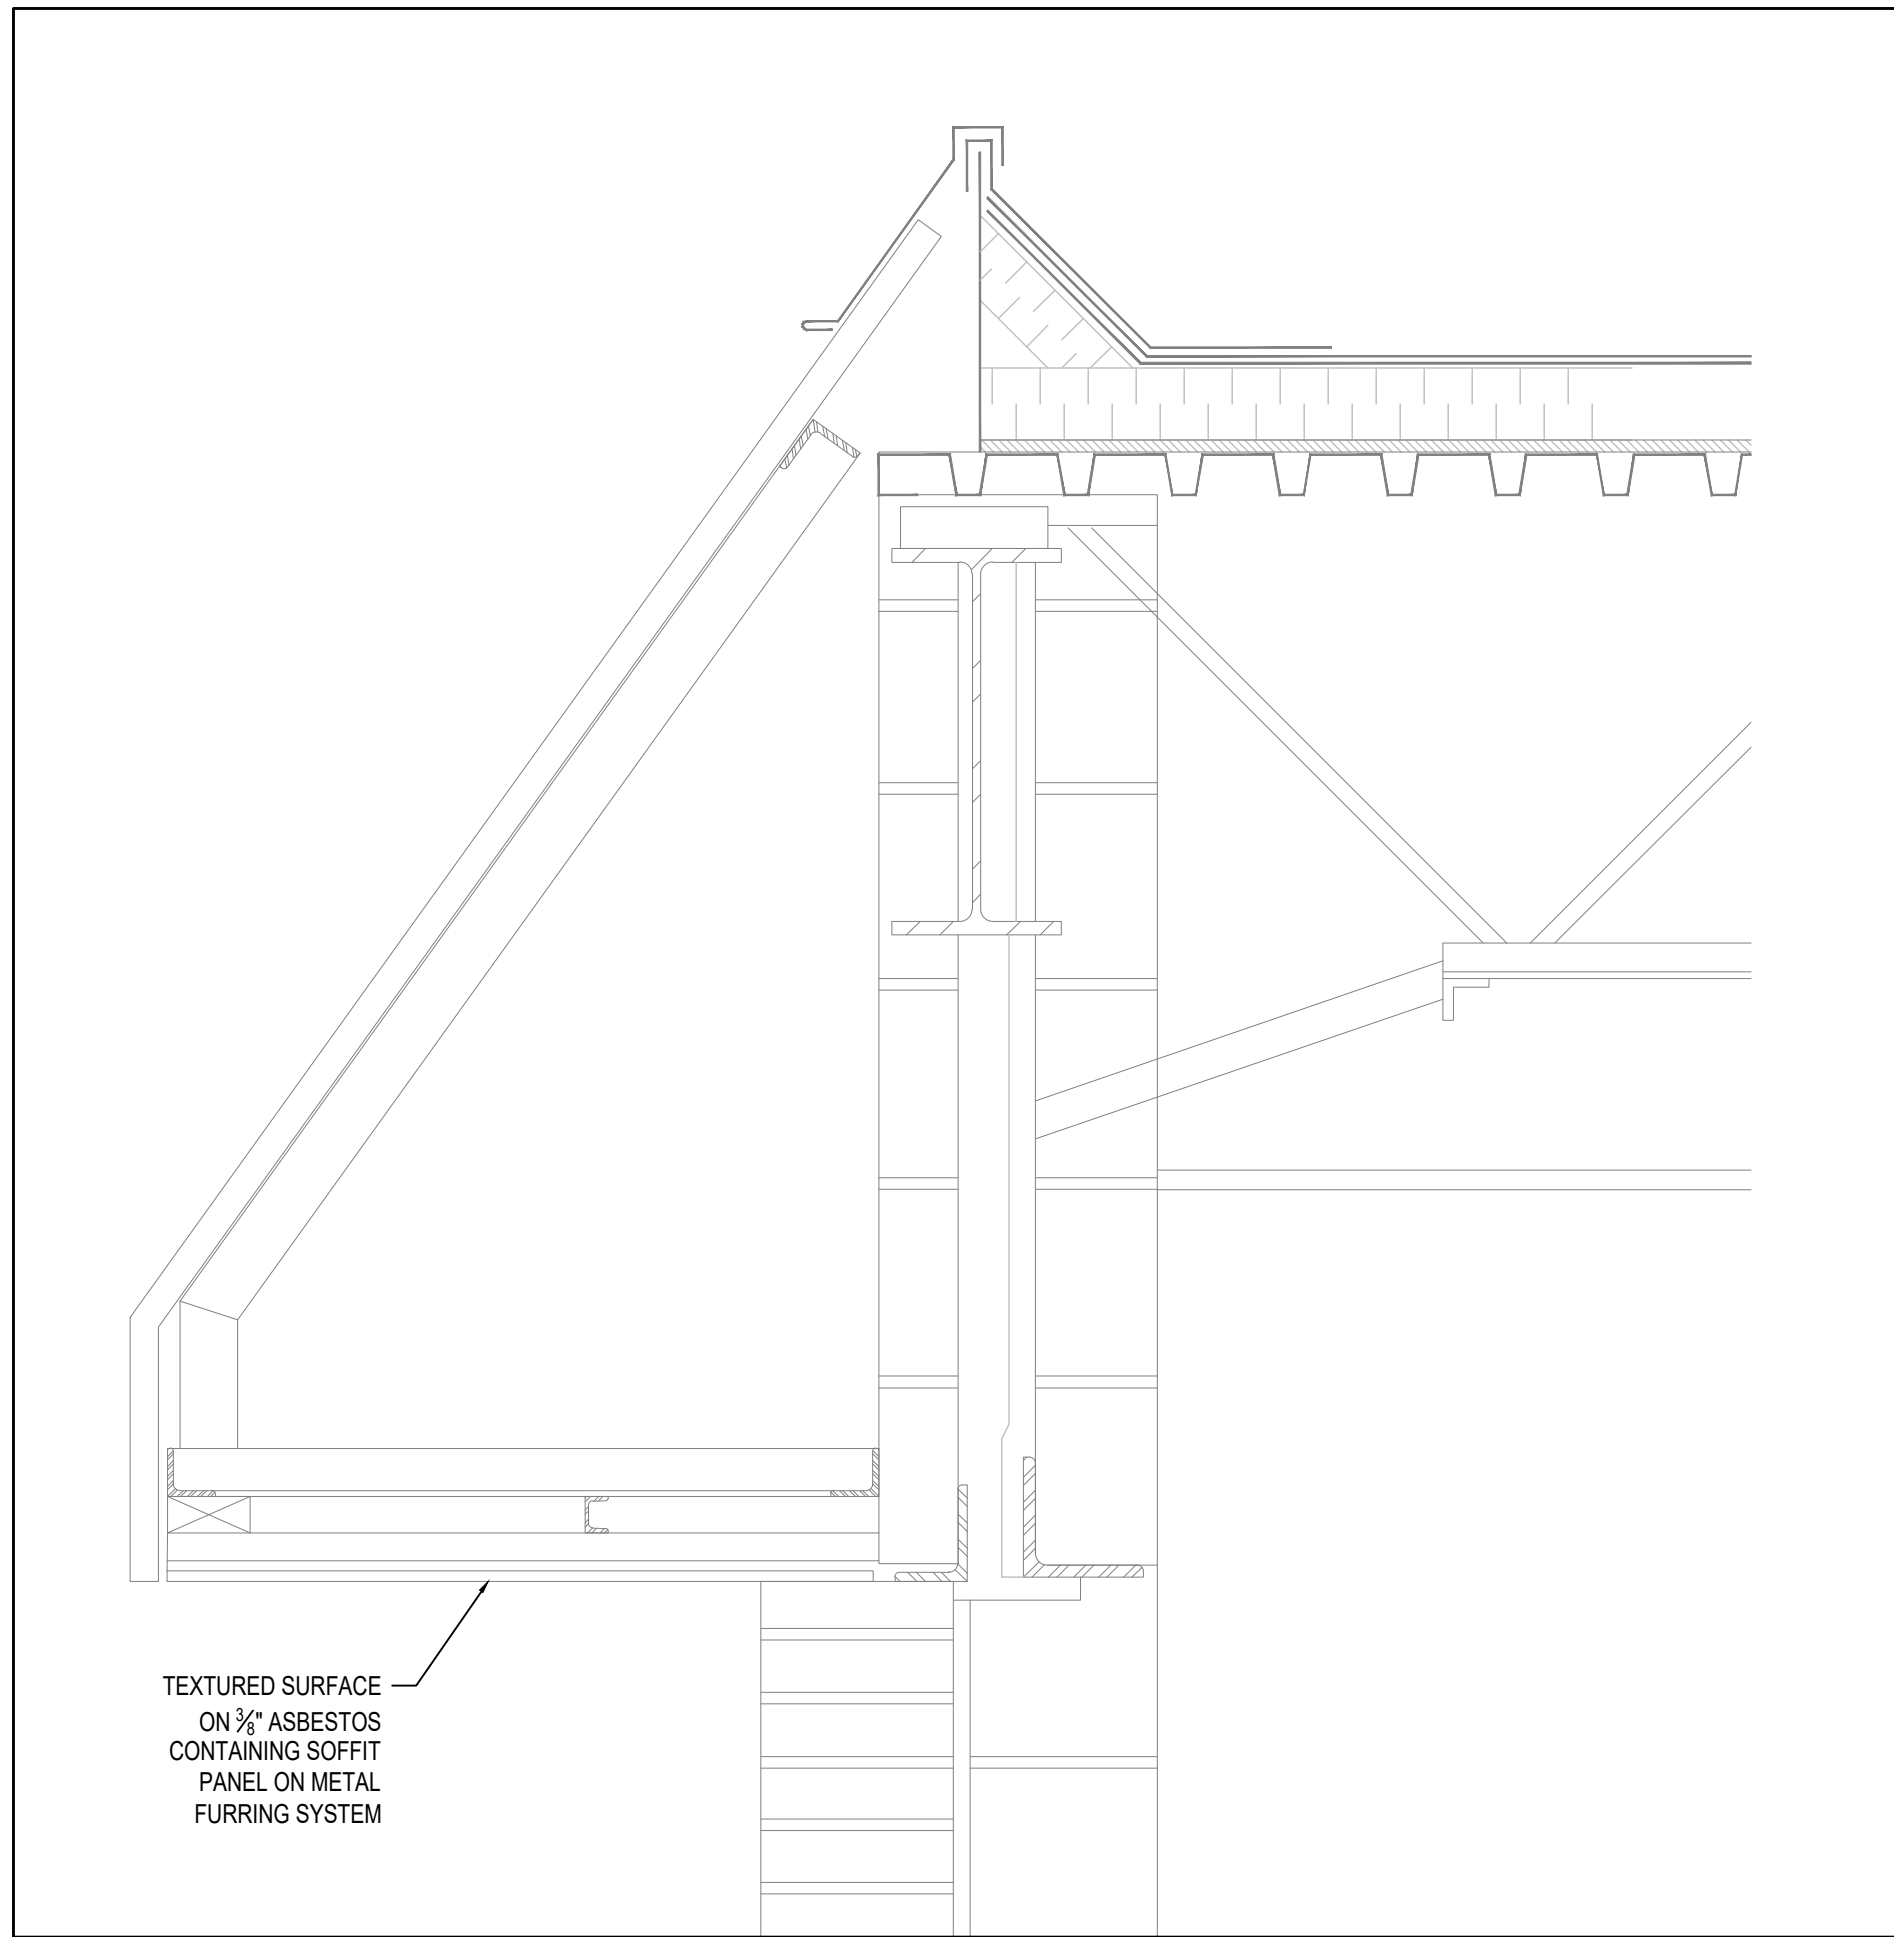 TEXTURED SURFACE
ON ⅜" ASBESTOS
CONTAINING SOFFIT
PANEL ON METAL
FURRING SYSTEM